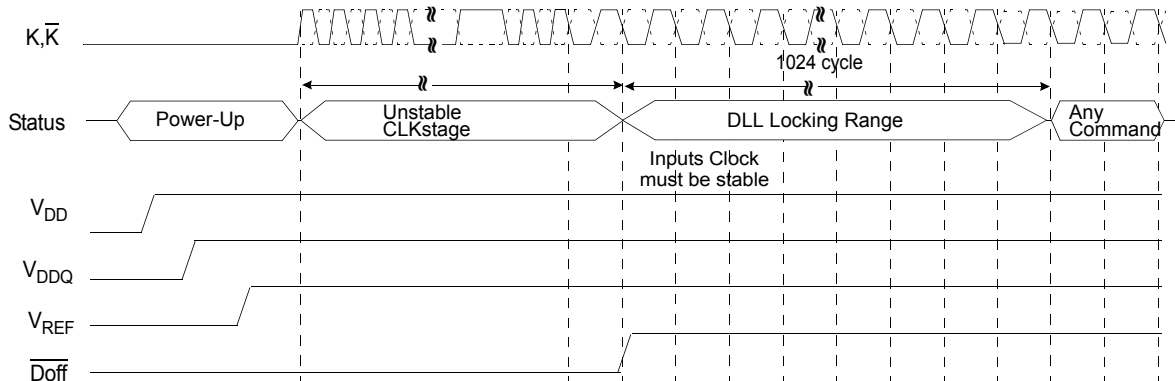 K,K̅
1024 cycle
Status
Power-Up
Unstable
CLKstage
DLL Locking Range
Any
Command
Inputs Clock
must be stable
VDD
VDDQ
VREF
D̅o̅f̅f̅